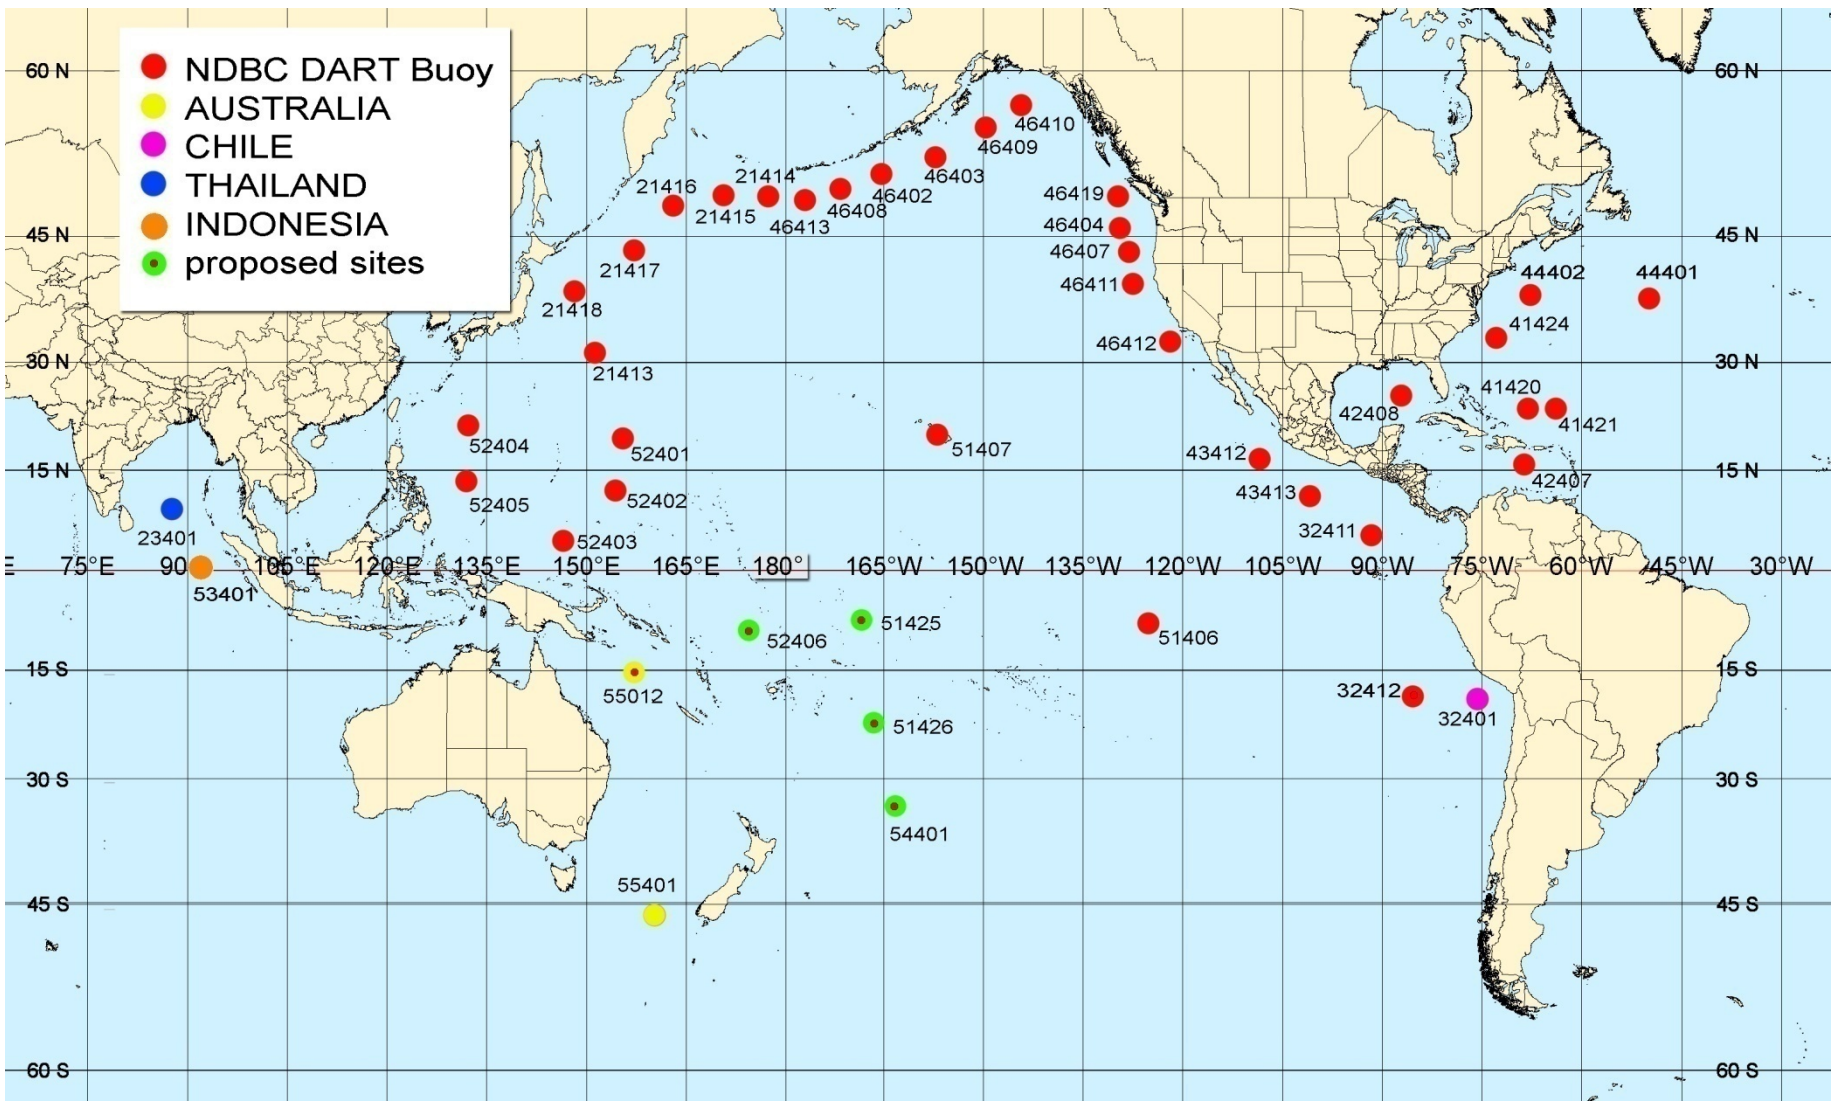 NDBC DART Buoy
AUSTRALIA
CHILE
THAILAND
INDONESIA
proposed sites
60 N
60 N
46410
46409
21416
21414
46403
46402
46419
21415
46408
46413
46404
45 N
45 N
46407
21417
44402
44401
46411
21418
41424
46412
30 N
30 N
21413
41420
42408
41421
52404
52401
51407
43412
15 N
15 N
42407
52405
52402
43413
23401
32411
52403
E
75°E
90
105°E
120°E
135°E
150°E
165°E
180°
165°W
150°W
135°W
120°W
105°W
90°W
75°W
60°W
45°W
30°W
53401
51425
52406
51406
15 S
15 S
55012
32412
32401
51426
30 S
30 S
54401
55401
45 S
45 S
60 S
60 S